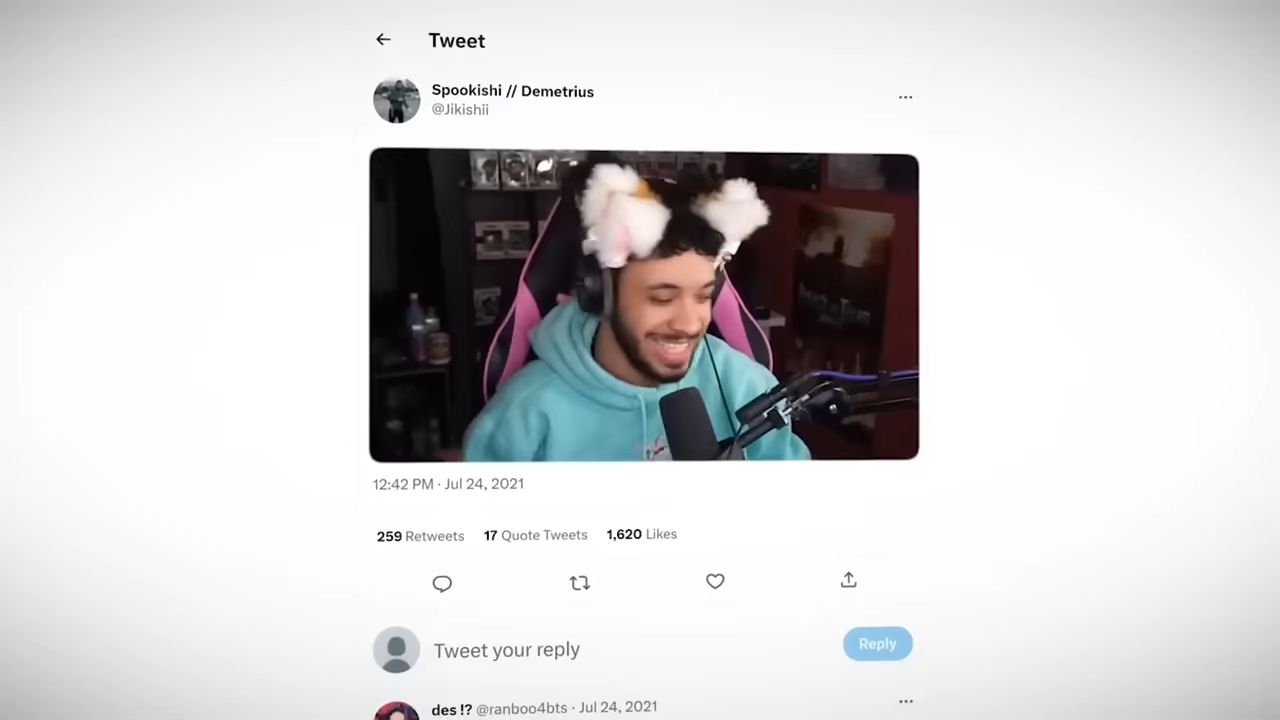 Tweet
Spookishi // Demetrius
@Jikishii
12:42 PM · Jul 24, 2021
259 Retweets 17 Quote Tweets 1,620 Likes
Tweet your reply
Reply
des !? @ranboo4bts · Jul 24, 2021